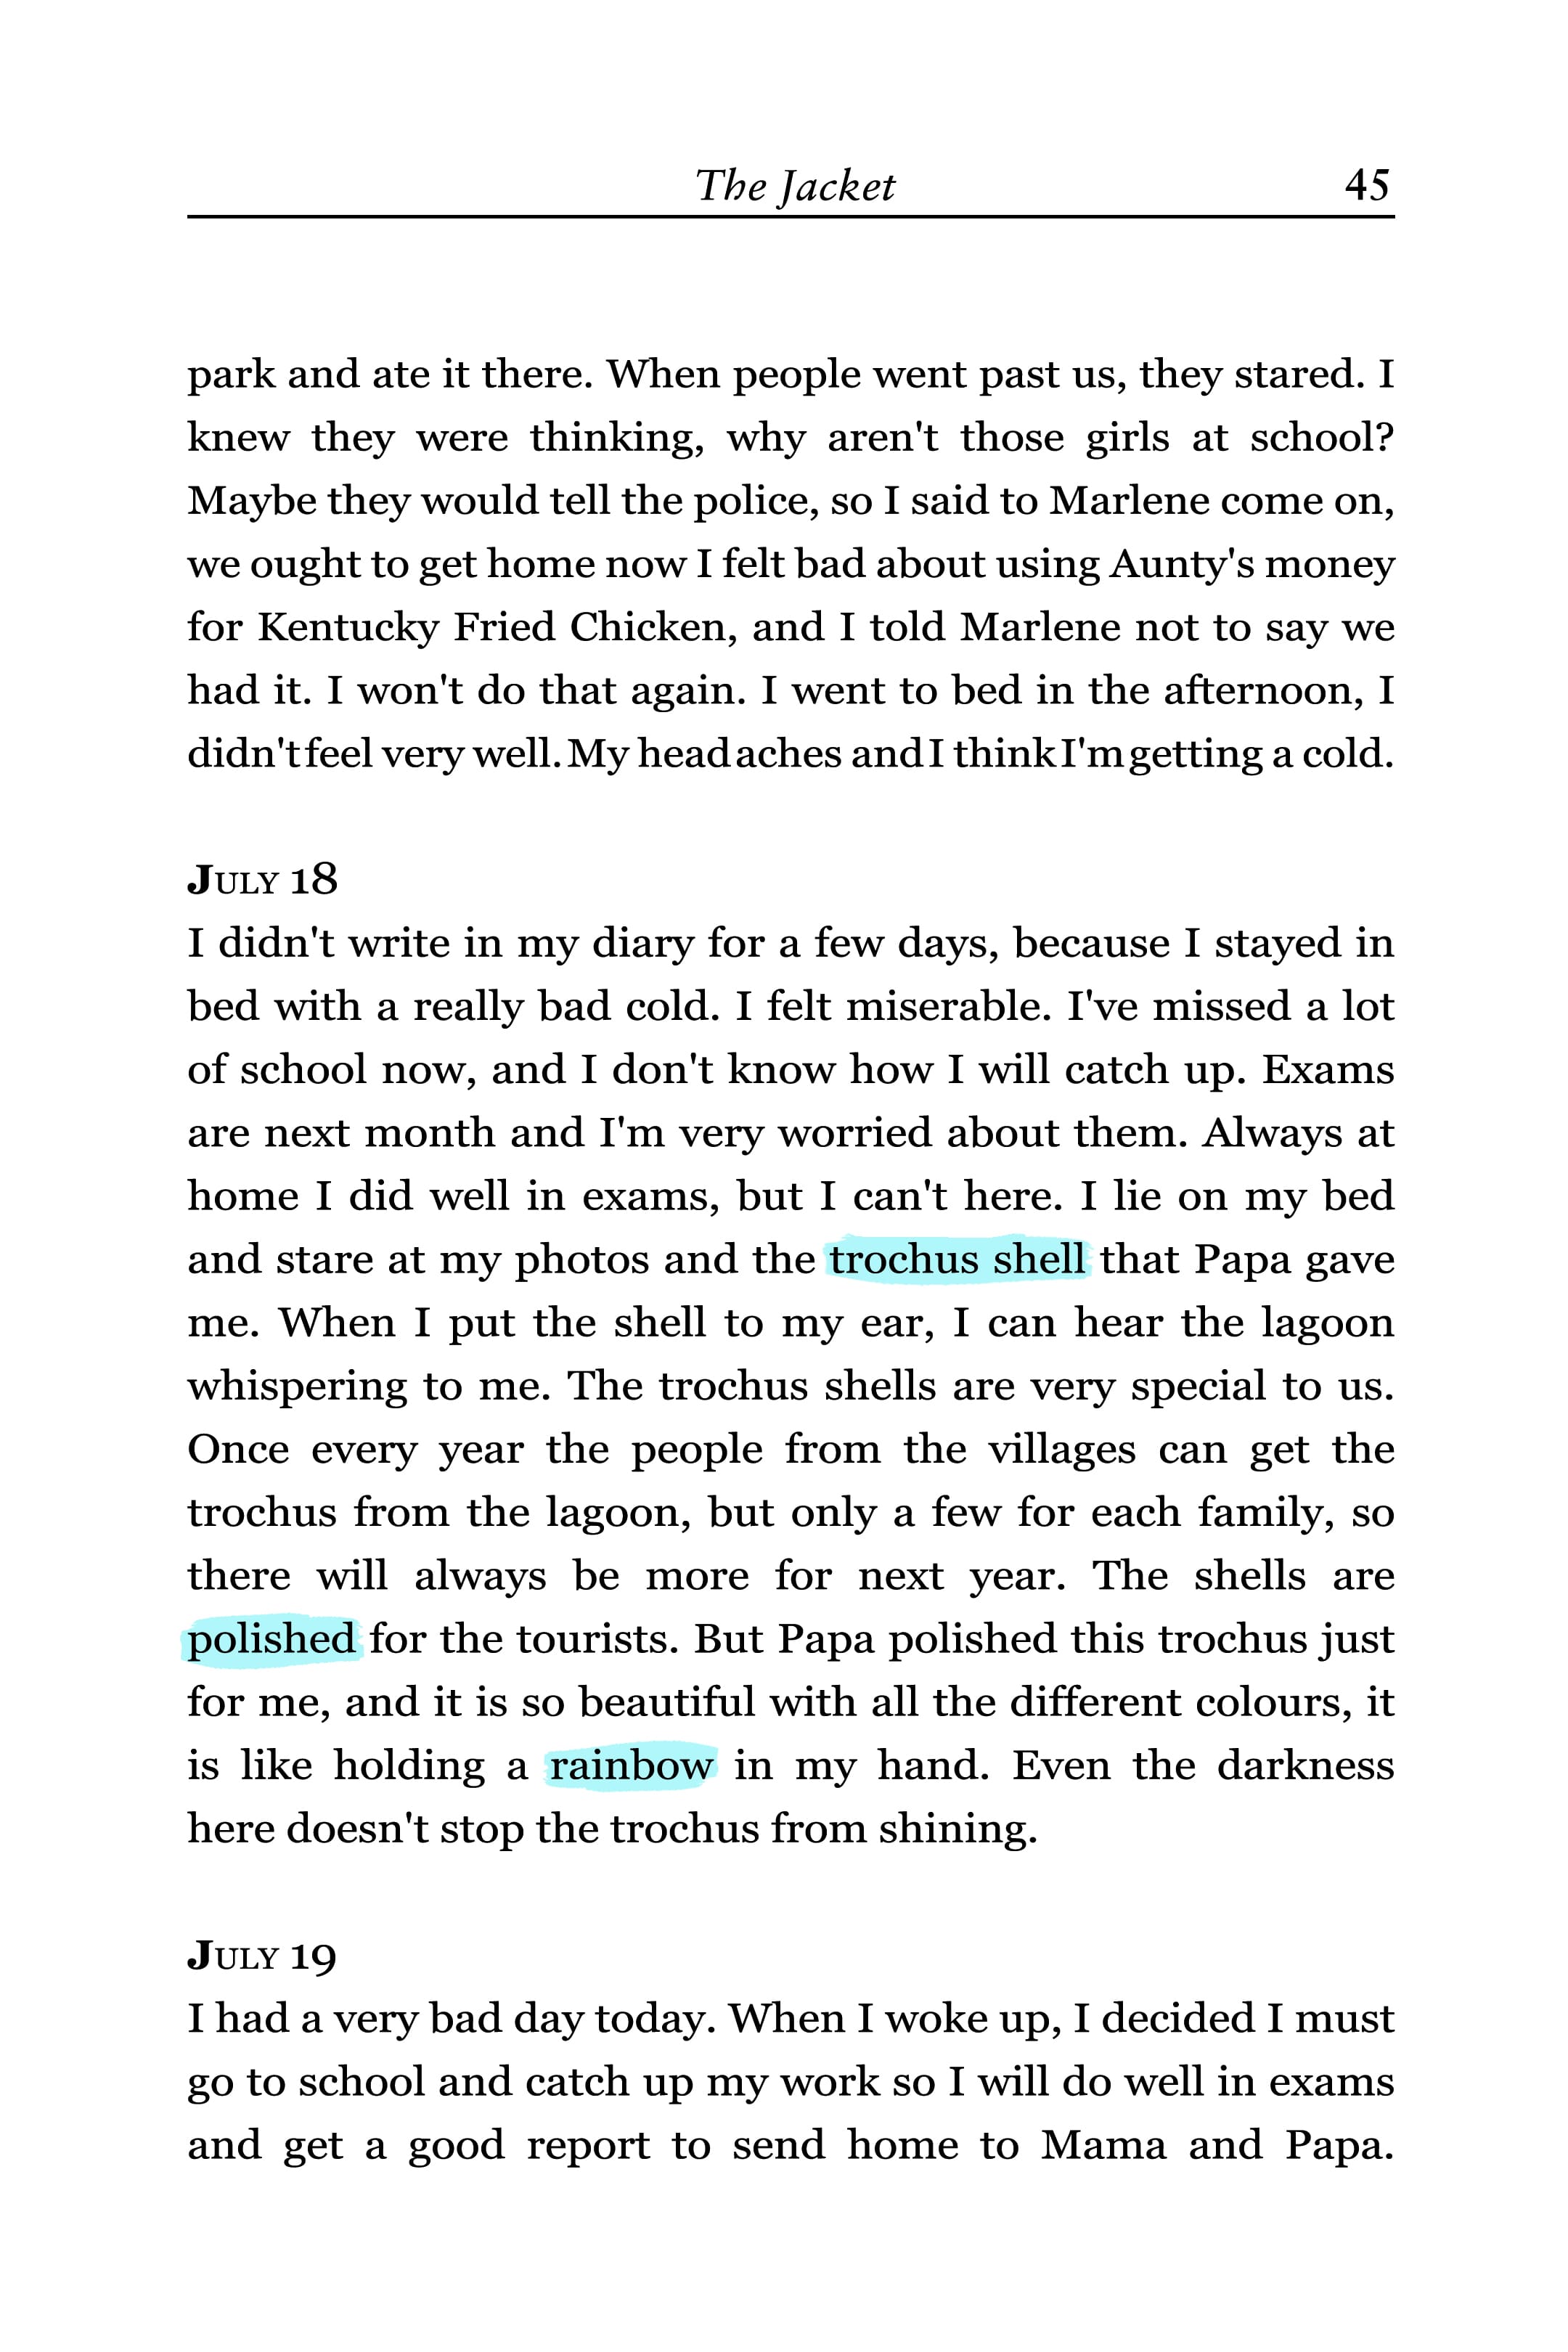 The Jacket 45
park and ate it there. When people went past us, they stared. I
knew they were thinking, why aren't those girls at school?
Maybe they would tell the police, so I said to Marlene come on,
we ought to get home now I felt bad about using Aunty's money
for Kentucky Fried Chicken, and I told Marlene not to say we
had it. I won't do that again. I went to bed in the afternoon, I
didn't feel very well. My head aches and I think I'm getting a cold.
July 18
I didn't write in my diary for a few days, because I stayed in
bed with a really bad cold. I felt miserable. I've missed a lot
of school now, and I don't know how I will catch up. Exams
are next month and I'm very worried about them. Always at
home I did well in exams, but I can't here. I lie on my bed
and stare at my photos and the trochus shell that Papa gave
me. When I put the shell to my ear, I can hear the lagoon
whispering to me. The trochus shells are very special to us.
Once every year the people from the villages can get the
trochus from the lagoon, but only a few for each family, so
there will always be more for next year. The shells are
polished for the tourists. But Papa polished this trochus just
for me, and it is so beautiful with all the different colours, it
is like holding a rainbow in my hand. Even the darkness
here doesn't stop the trochus from shining.
July 19
I had a very bad day today. When I woke up, I decided I must
go to school and catch up my work so I will do well in exams
and get a good report to send home to Mama and Papa.